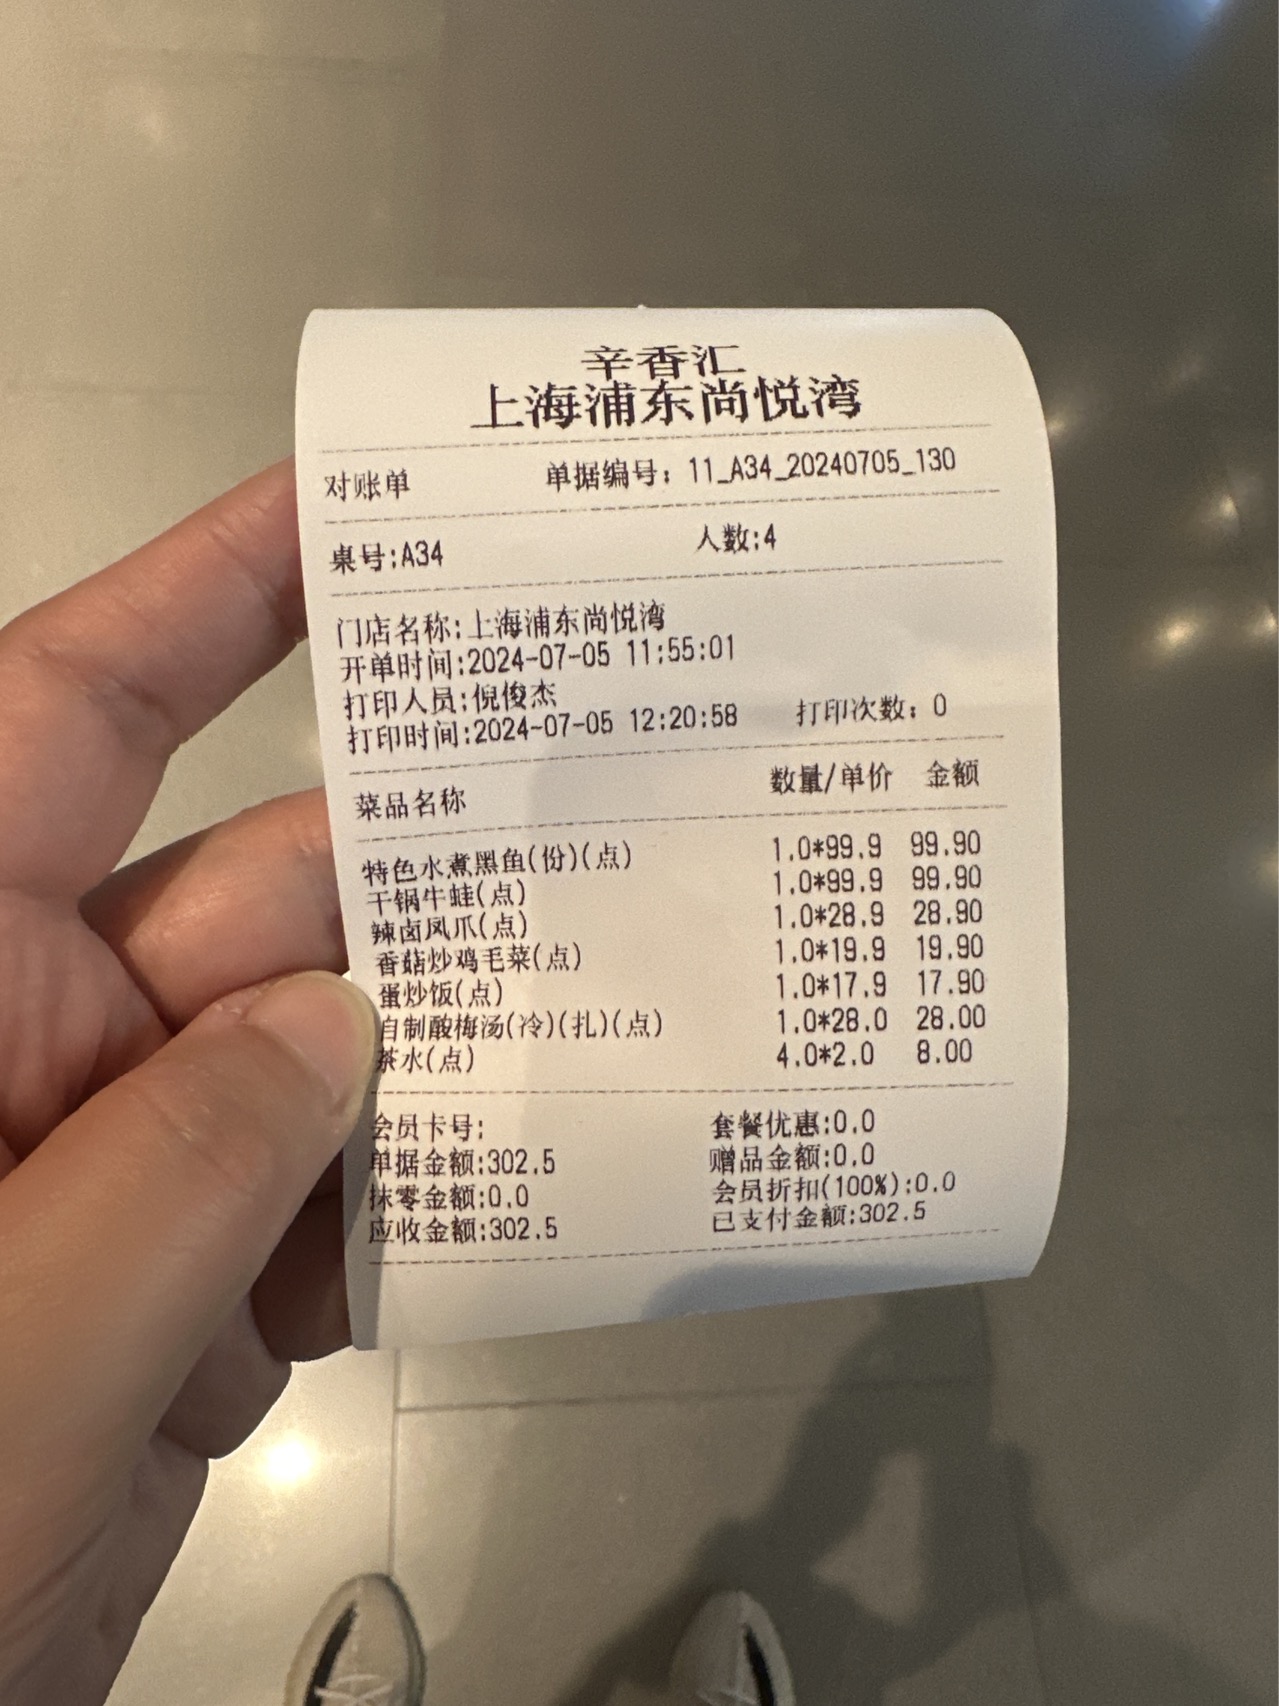 辛香汇
上海浦东尚悦湾
对账单 单据编号：11_A34_20240705_130
桌号:A34 人数:4
门店名称:上海浦东尚悦湾
开单时间:2024-07-05 11:55:01
打印人员:倪俊杰
打印时间:2024-07-05 12:20:58 打印次数：0
菜品名称 数量/单价 金额
特色水煮黑鱼(份)(点) 1.0*99.9 99.90
干锅牛蛙(点) 1.0*99.9 99.90
辣卤凤爪(点) 1.0*28.9 28.90
香菇炒鸡毛菜(点) 1.0*19.9 19.90
蛋炒饭(点) 1.0*17.9 17.90
自制酸梅汤(冷)(扎)(点) 1.0*28.0 28.00
茶水(点) 4.0*2.0 8.00
会员卡号: 套餐优惠:0.0
单据金额:302.5 赠品金额:0.0
抹零金额:0.0 会员折扣(100%):0.0
应收金额:302.5 已支付金额:302.5